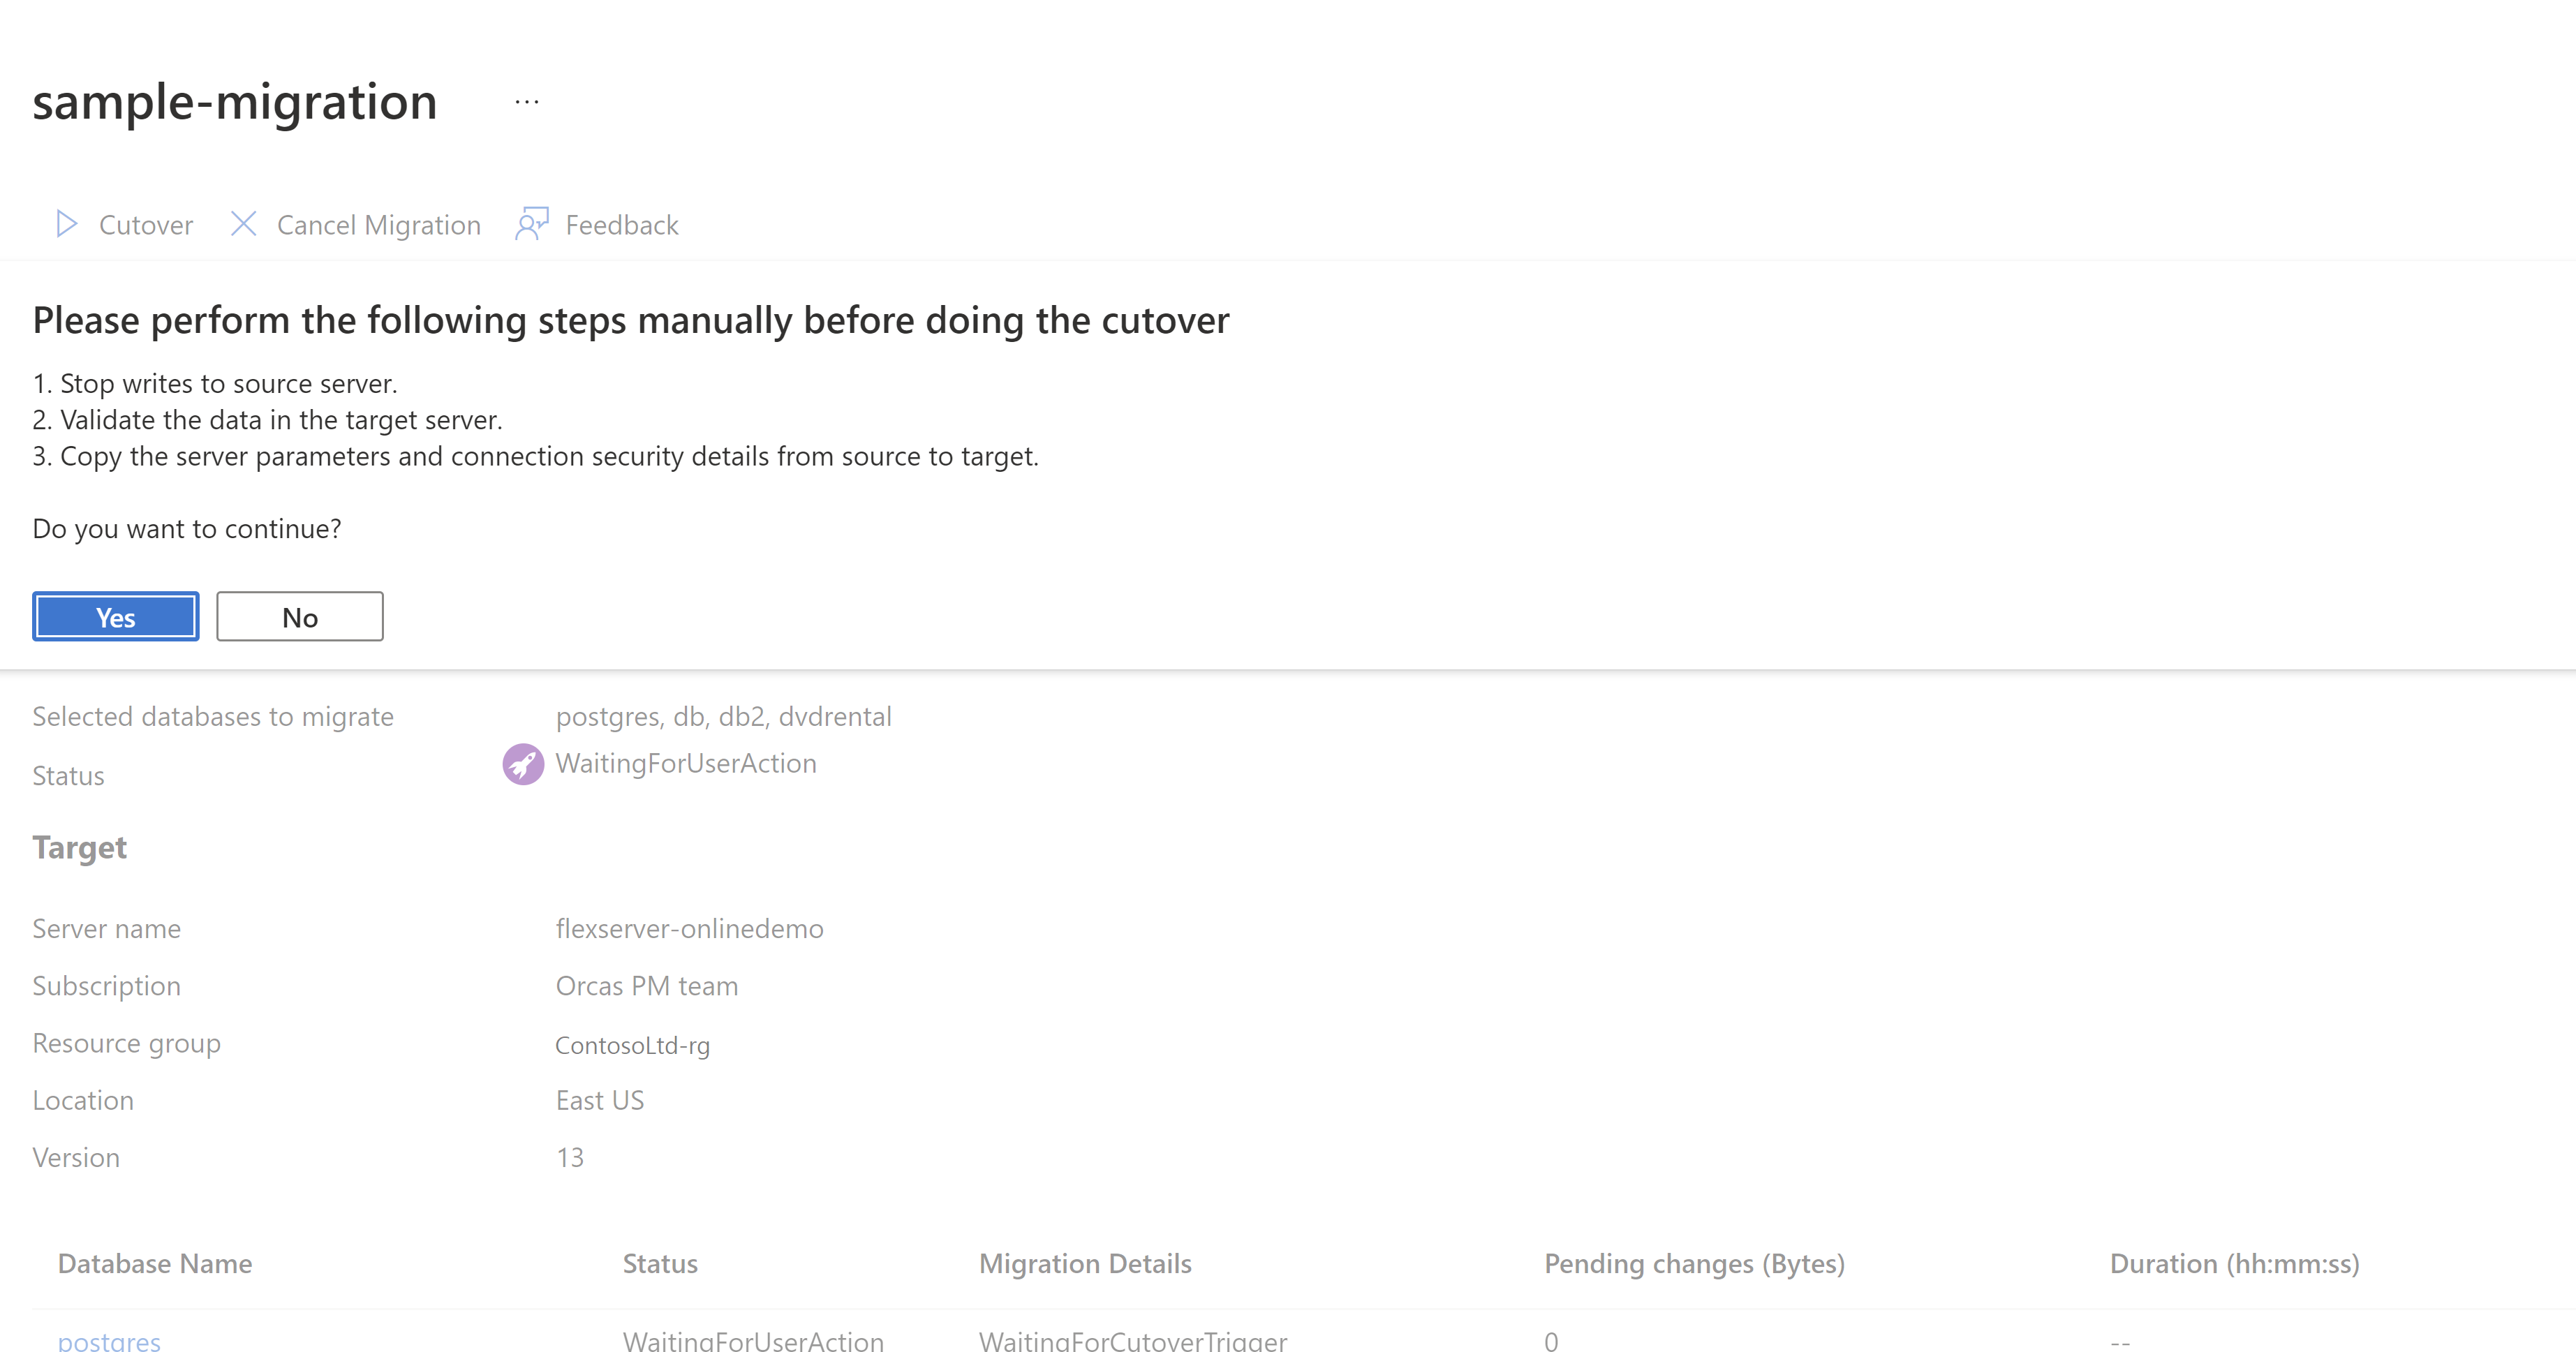 sample-migration ...
Cutover Cancel Migration Feedback
Please perform the following steps manually before doing the cutover
1. Stop writes to source server.
2. Validate the data in the target server.
3. Copy the server parameters and connection security details from source to target.
Do you want to continue?
Yes No
Selected databases to migrate postgres, db, db2, dvdrental
Status WaitingForUserAction
Target
Server name flexserver-onlinedemo
Subscription Orcas PM team
Resource group ContosoLtd-rg
Location East US
Version 13
Database Name Status Migration Details Pending changes (Bytes) Duration (hh:mm:ss)
postgres WaitingForUserAction WaitingForCutoverTrigger 0 --